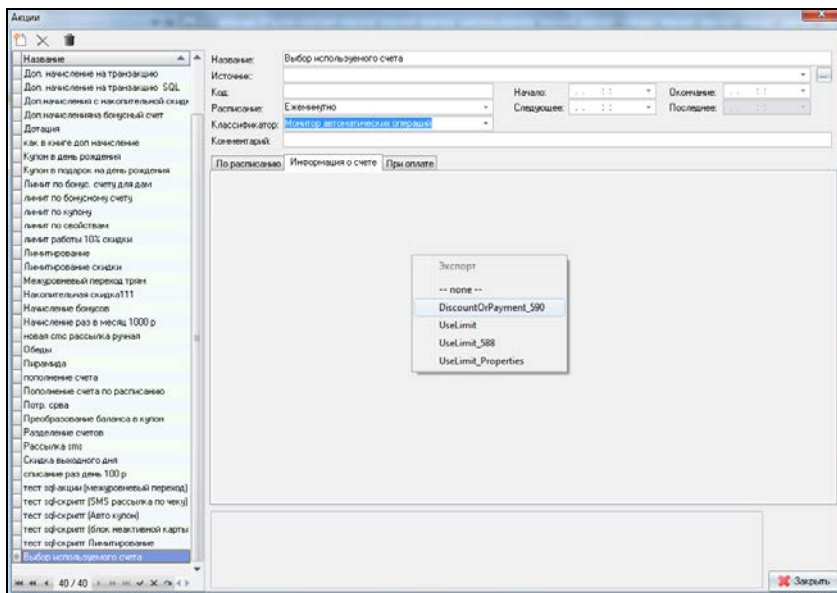 Акции
Название
Доп. начисление на транзакцию
Доп. начисление на транзакцию SQL
Доп.начисления с накопительной скидк
Доп.начисленияна бонусный счет
Дотация
как в книге доп начисление
Купон в день рождения
Купон в подарок на день рождения
Лимит по бонус. счету для дам
лимит по бонусному счету
лимит по купону
лимит по свойствам
лимит работы 10% скидки
Лимитирование
Лимитирование скидки
Межуровневый переход трям
Накопительная скидка111
Начисление бонусов
Начисление раз в месяц 1000 р
новая смс рассылка ручная
Обеды
Пирамида
пополнение счета
Пополнение счета по расписанию
Потр. срва
Преобразование баланса в купон
Разделение счетов
Рассылка sms
Скидка выходного дня
списание раз день 100 р
тест sql-акции (межуровневый переход)
тест sql-скрипт (SMS рассылка по чеку)
тест sql-скрипт (Авто купон)
тест sql-скрипт (блок неактивной карты
тест sql-скрипт Лимитирование
Выбор используемого счета
40 / 40
Название: Выбор используемого счета
Источник:
Код: Начало: Окончание:
Расписание: Ежеминутно Следующее: Последнее:
Классификатор: Монитор автоматических операций
Комментарий:
По расписанию Информация о счете При оплате
Экспорт
-- none --
DiscountOrPayment_590
UseLimit
UseLimit_588
UseLimit_Properties
Закрыть